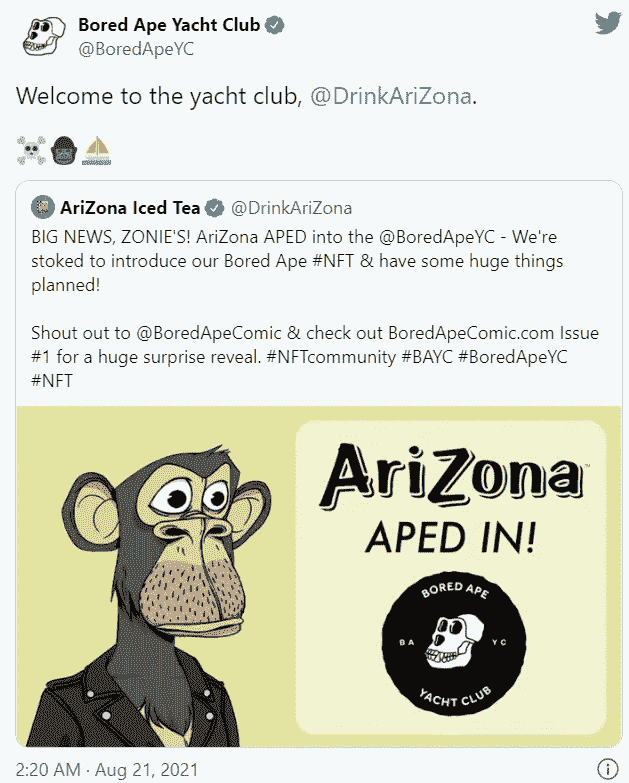 Bored Ape Yacht Club
@BoredApeYC
Welcome to the yacht club, @DrinkAriZona.
☠️🦍⛵
AriZona Iced Tea @DrinkAriZona
BIG NEWS, ZONIE'S! AriZona APED into the @BoredApeYC - We're
stoked to introduce our Bored Ape #NFT & have some huge things
planned!
Shout out to @BoredApeComic & check out BoredApeComic.com Issue
#1 for a huge surprise reveal. #NFTcommunity #BAYC #BoredApeYC
#NFT
AriZona™
APED IN!
BORED APE
BA YC
YACHT CLUB
2:20 AM · Aug 21, 2021